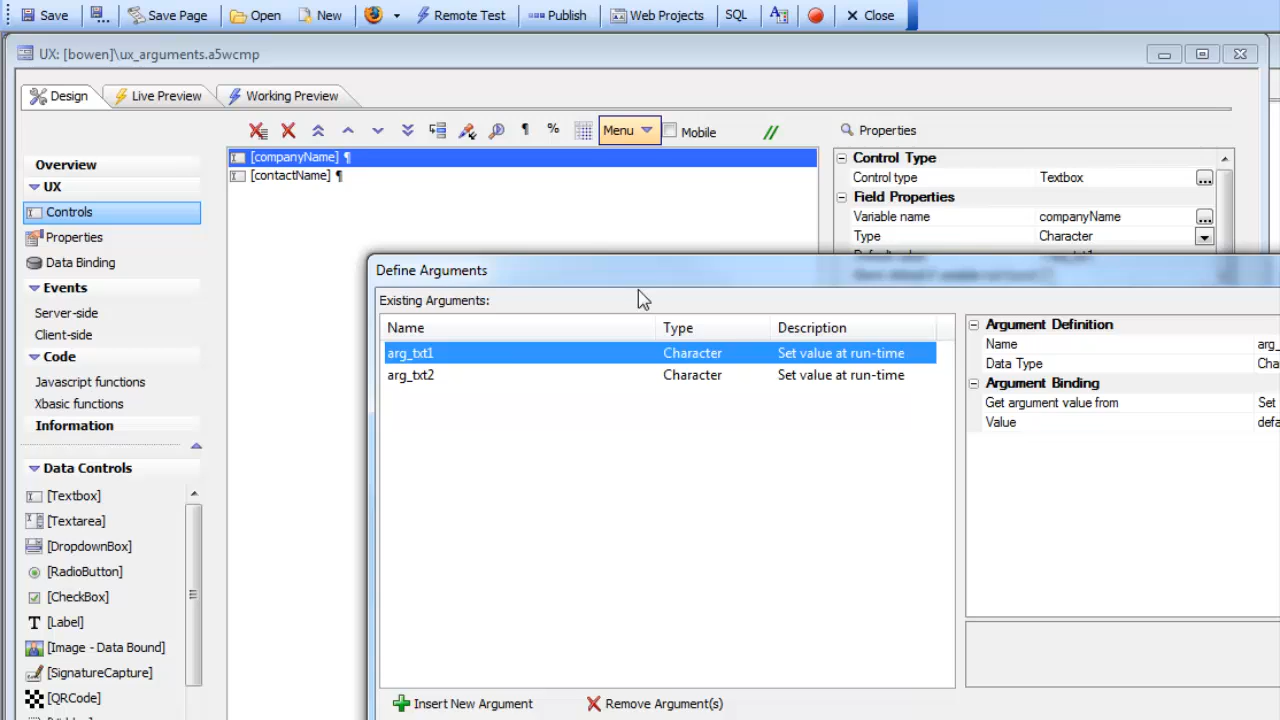 Save Save Page Open New Remote Test Publish Web Projects SQL Close
UX: [bowen]\ux_arguments.a5wcmp
Design Live Preview Working Preview
Menu Mobile Properties
Overview
UX
Controls
Properties
Data Binding
Events
Server-side
Client-side
Code
Javascript functions
Xbasic functions
Information
Data Controls
[Textbox]
[Textarea]
[DropdownBox]
[RadioButton]
[CheckBox]
[Label]
[Image - Data Bound]
[SignatureCapture]
[QRCode]
[companyName] ¶
[contactName] ¶
Control Type
Control type Textbox
Field Properties
Variable name companyName
Type Character
Define Arguments
Existing Arguments:
Name Type Description
arg_txt1 Character Set value at run-time
arg_txt2 Character Set value at run-time
Insert New Argument Remove Argument(s)
Argument Definition
Name arg_
Data Type Cha
Argument Binding
Get argument value from Set
Value defa